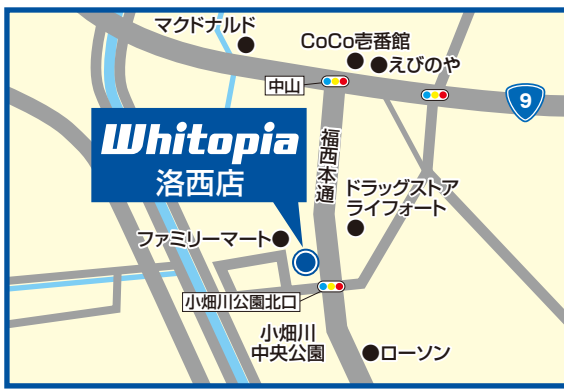 マクドナルド
CoCo壱番館
えびのや
中山
9
Whitopia
洛西店
福西本通
ドラッグストア
ライフォート
ファミリーマート
小畑川公園北口
小畑川
中央公園
ローソン